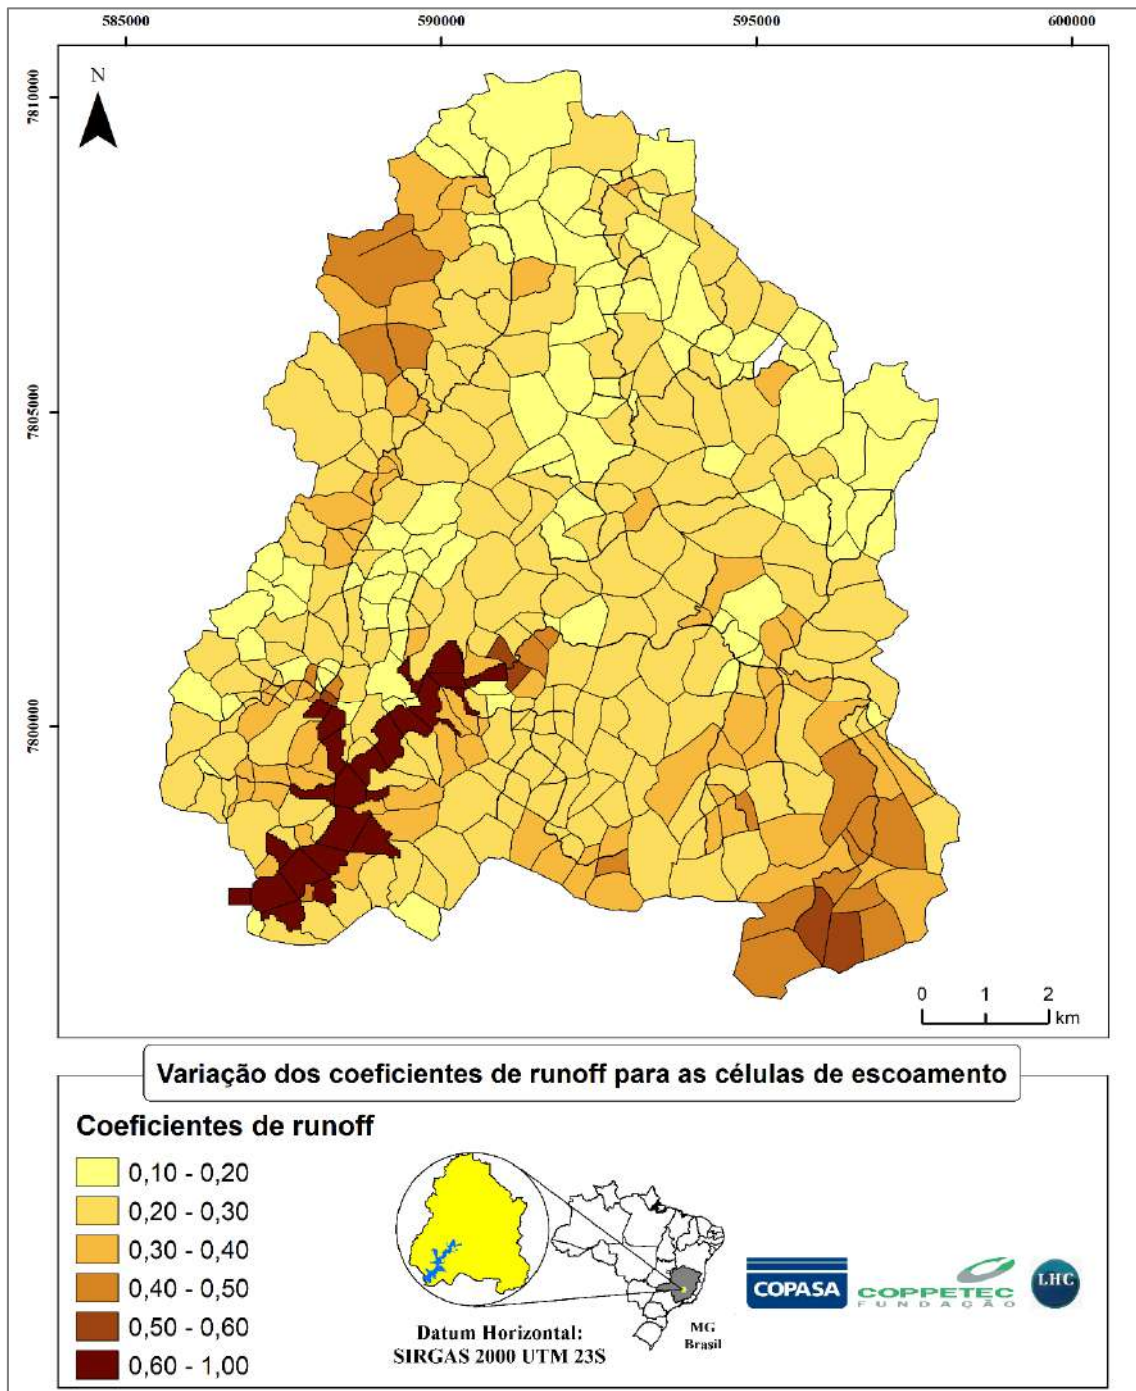 585000 590000 595000 600000
7810000
7805000
7800000
N
0 1 2
km
Variação dos coeficientes de runoff para as células de escoamento
Coeficientes de runoff
0,10 - 0,20
0,20 - 0,30
0,30 - 0,40
0,40 - 0,50
0,50 - 0,60
0,60 - 1,00
Datum Horizontal:
SIRGAS 2000 UTM 23S
MG
Brasil
COPASA
COPPETEC
FUNDAÇÃO
LHC